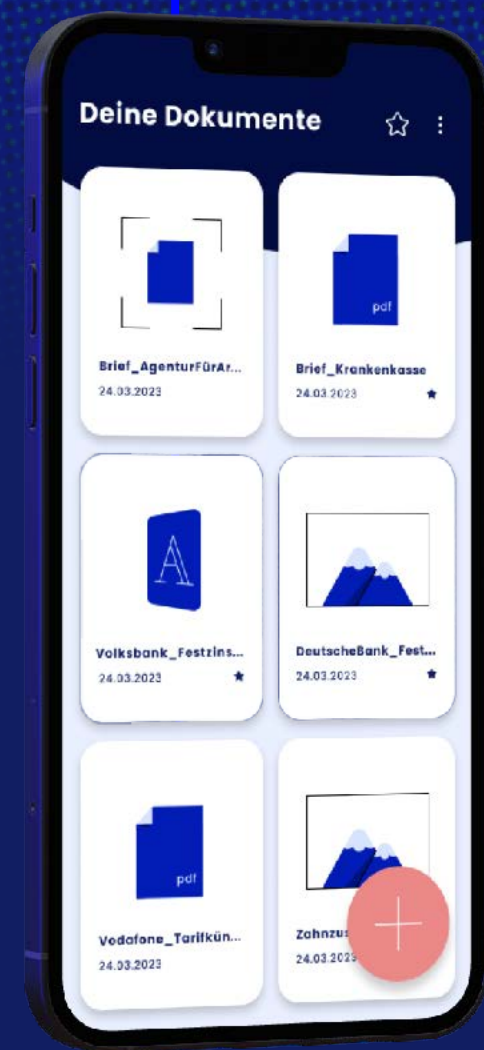 Deine Dokumente
Brief_AgenturFürAr...
24.03.2023
pdf
Brief_Krankenkasse
24.03.2023
A
Volksbank_Festzins...
24.03.2023
DeutscheBank_Fest...
24.03.2023
pdf
Vodafone_Tarifkün...
24.03.2023
Zahnzus
24.03.2023